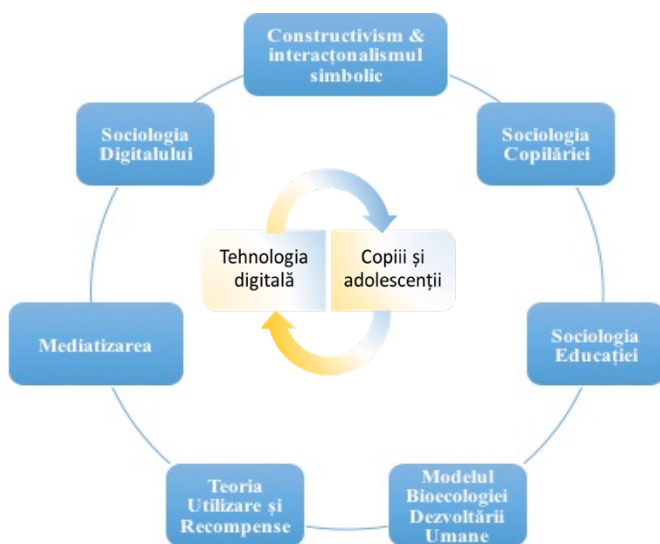 Constructivism &
interacționalismul
simbolic
Sociologia
Digitalului
Sociologia
Copilăriei
Tehnologia
digitală
Copiii și
adolescenții
Mediatizarea
Sociologia
Educației
Teoria
Utilizare și
Recompense
Modelul
Bioecologiei
Dezvoltării
Umane